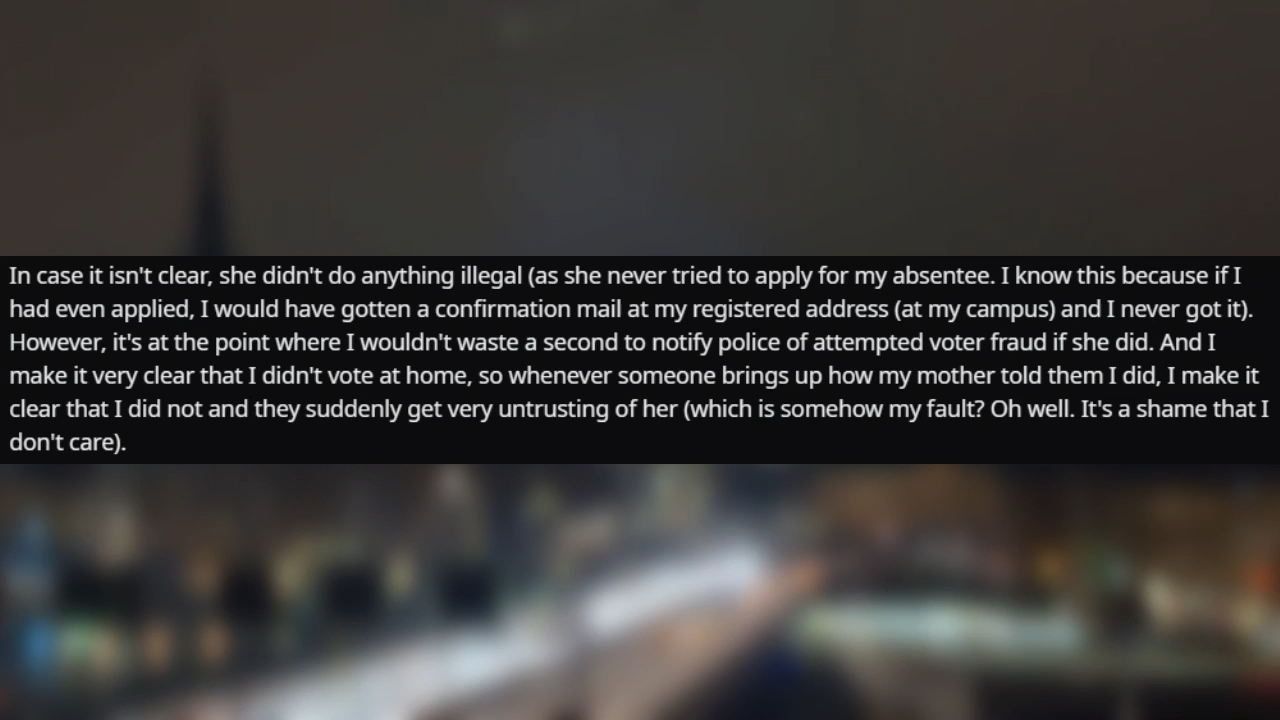 In case it isn't clear, she didn't do anything illegal (as she never tried to apply for my absentee. I know this because if I
had even applied, I would have gotten a confirmation mail at my registered address (at my campus) and I never got it).
However, it's at the point where I wouldn't waste a second to notify police of attempted voter fraud if she did. And I
make it very clear that I didn't vote at home, so whenever someone brings up how my mother told them I did, I make it
clear that I did not and they suddenly get very untrusting of her (which is somehow my fault? Oh well. It's a shame that I
don't care).